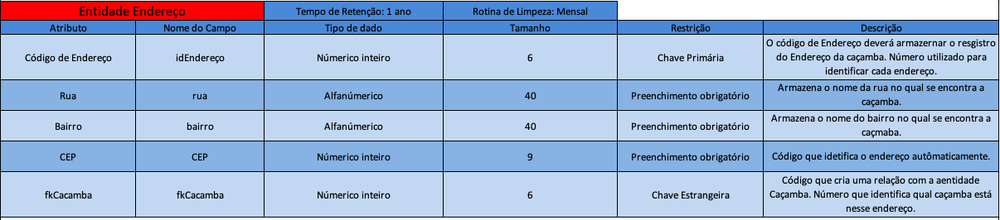 Entidade Endereço Tempo de Retenção: 1 ano Rotina de Limpeza: Mensal
Atributo Nome do Campo Tipo de dado Tamanho Restrição Descrição
Código de Endereço idEndereço Númerico inteiro 6 Chave Primária O código de Endereço deverá armazernar o resgistro
do Endereço da caçamba. Número utilizado para
identificar cada endereço.
Rua rua Alfanúmerico 40 Preenchimento obrigatório Armazena o nome da rua no qual se encontra a
caçamba.
Bairro bairro Alfanúmerico 40 Preenchimento obrigatório Armazena o nome do bairro no qual se encontra a
caçmaba.
CEP CEP Númerico inteiro 9 Preenchimento obrigatório Código que idetifica o endereço autômaticamente.
fkCacamba fkCacamba Númerico inteiro 6 Chave Estrangeira Código que cria uma relação com a aentidade
Caçamba. Número que identifica qual caçamba está
nesse endereço.